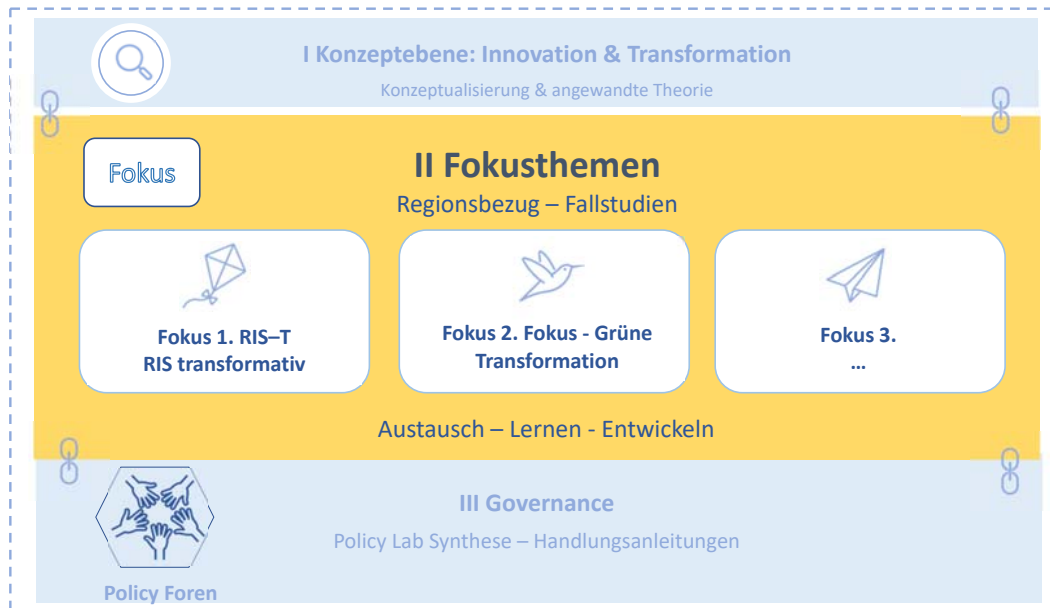 I Konzeptebene: Innovation & Transformation
Konzeptualisierung & angewandte Theorie
Fokus
II Fokusthemen
Regionsbezug – Fallstudien
Fokus 1. RIS–T
RIS transformativ
Fokus 2. Fokus - Grüne
Transformation
Fokus 3.
...
Austausch – Lernen - Entwickeln
III Governance
Policy Lab Synthese – Handlungsanleitungen
Policy Foren